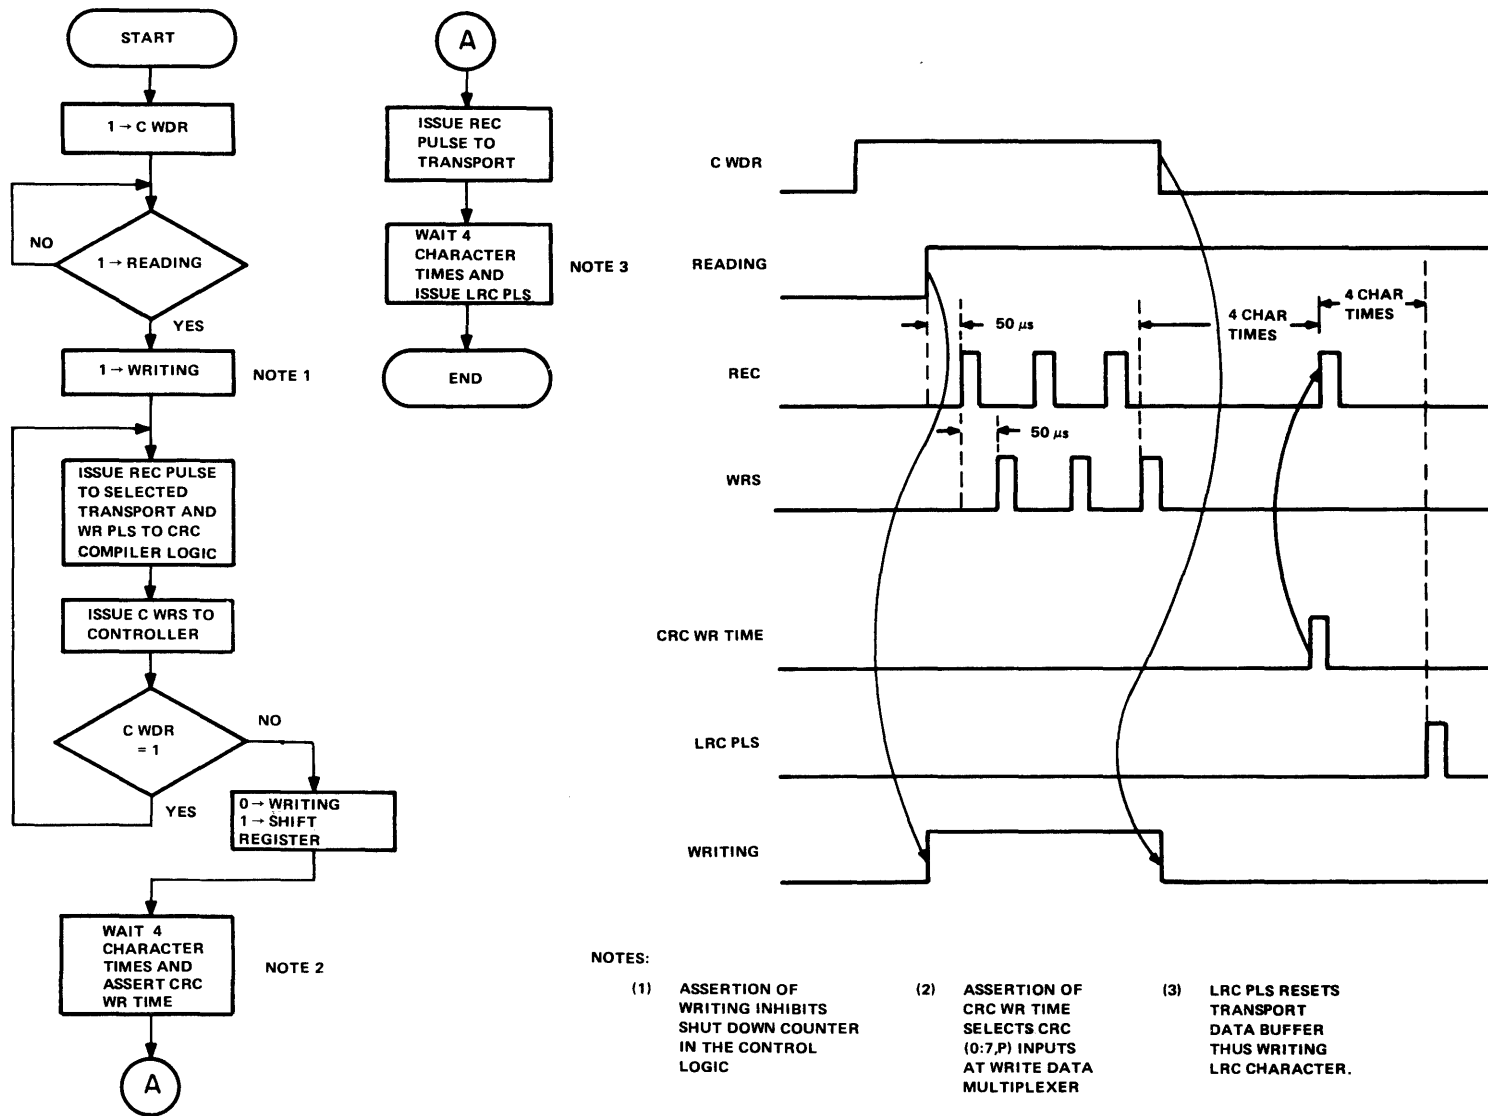 START
1 → C WDR
NO
1 → READING
YES
1 → WRITING
NOTE 1
ISSUE REC PULSE
TO SELECTED
TRANSPORT AND
WR PLS TO CRC
COMPILER LOGIC
ISSUE C WRS TO
CONTROLLER
C WDR
= 1
NO
YES
0 → WRITING
1 → SHIFT
REGISTER
WAIT 4
CHARACTER
TIMES AND
ASSERT CRC
WR TIME
NOTE 2
A
A
ISSUE REC
PULSE TO
TRANSPORT
WAIT 4
CHARACTER
TIMES AND
ISSUE LRC PLS
NOTE 3
END
C WDR
READING
4 CHAR
TIMES
4 CHAR
TIMES
50 μs
REC
50 μs
WRS
CRC WR TIME
LRC PLS
WRITING
NOTES:
(1) ASSERTION OF
WRITING INHIBITS
SHUT DOWN COUNTER
IN THE CONTROL
LOGIC
(2) ASSERTION OF
CRC WR TIME
SELECTS CRC
(0:7,P) INPUTS
AT WRITE DATA
MULTIPLEXER
(3) LRC PLS RESETS
TRANSPORT
DATA BUFFER
THUS WRITING
LRC CHARACTER.